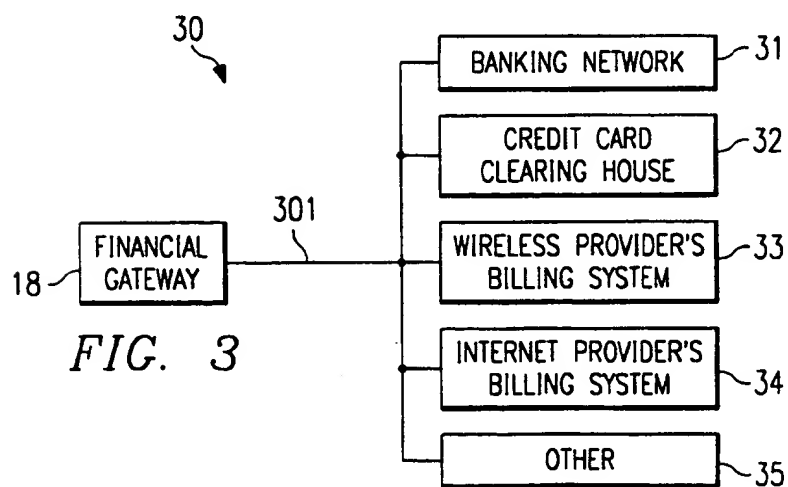 30
BANKING NETWORK
31
CREDIT CARD
CLEARING HOUSE
32
301
FINANCIAL
GATEWAY
18
WIRELESS PROVIDER'S
BILLING SYSTEM
33
FIG. 3
INTERNET PROVIDER'S
BILLING SYSTEM
34
OTHER
35